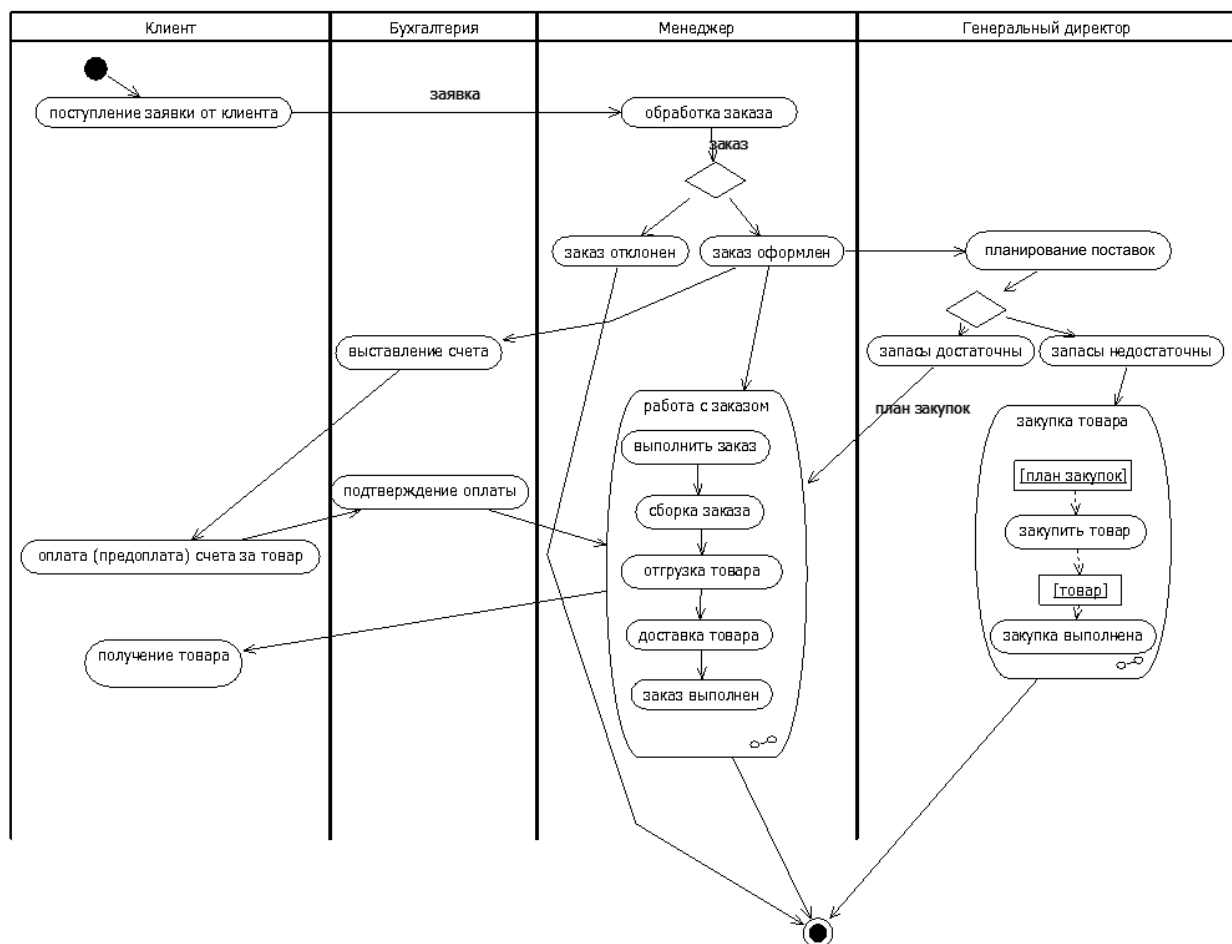 Клиент
Бухгалтерия
Менеджер
Генеральный директор
поступление заявки от клиента
заявка
обработка заказа
заказ
заказ отклонен
заказ оформлен
планирование поставок
выставление счета
запасы достаточны
запасы недостаточны
работа с заказом
план закупок
закупка товара
выполнить заказ
[план закупок]
подтверждение оплаты
сборка заказа
закупить товар
оплата (предоплата) счета за товар
отгрузка товара
[товар]
получение товара
доставка товара
закупка выполнена
заказ выполнен